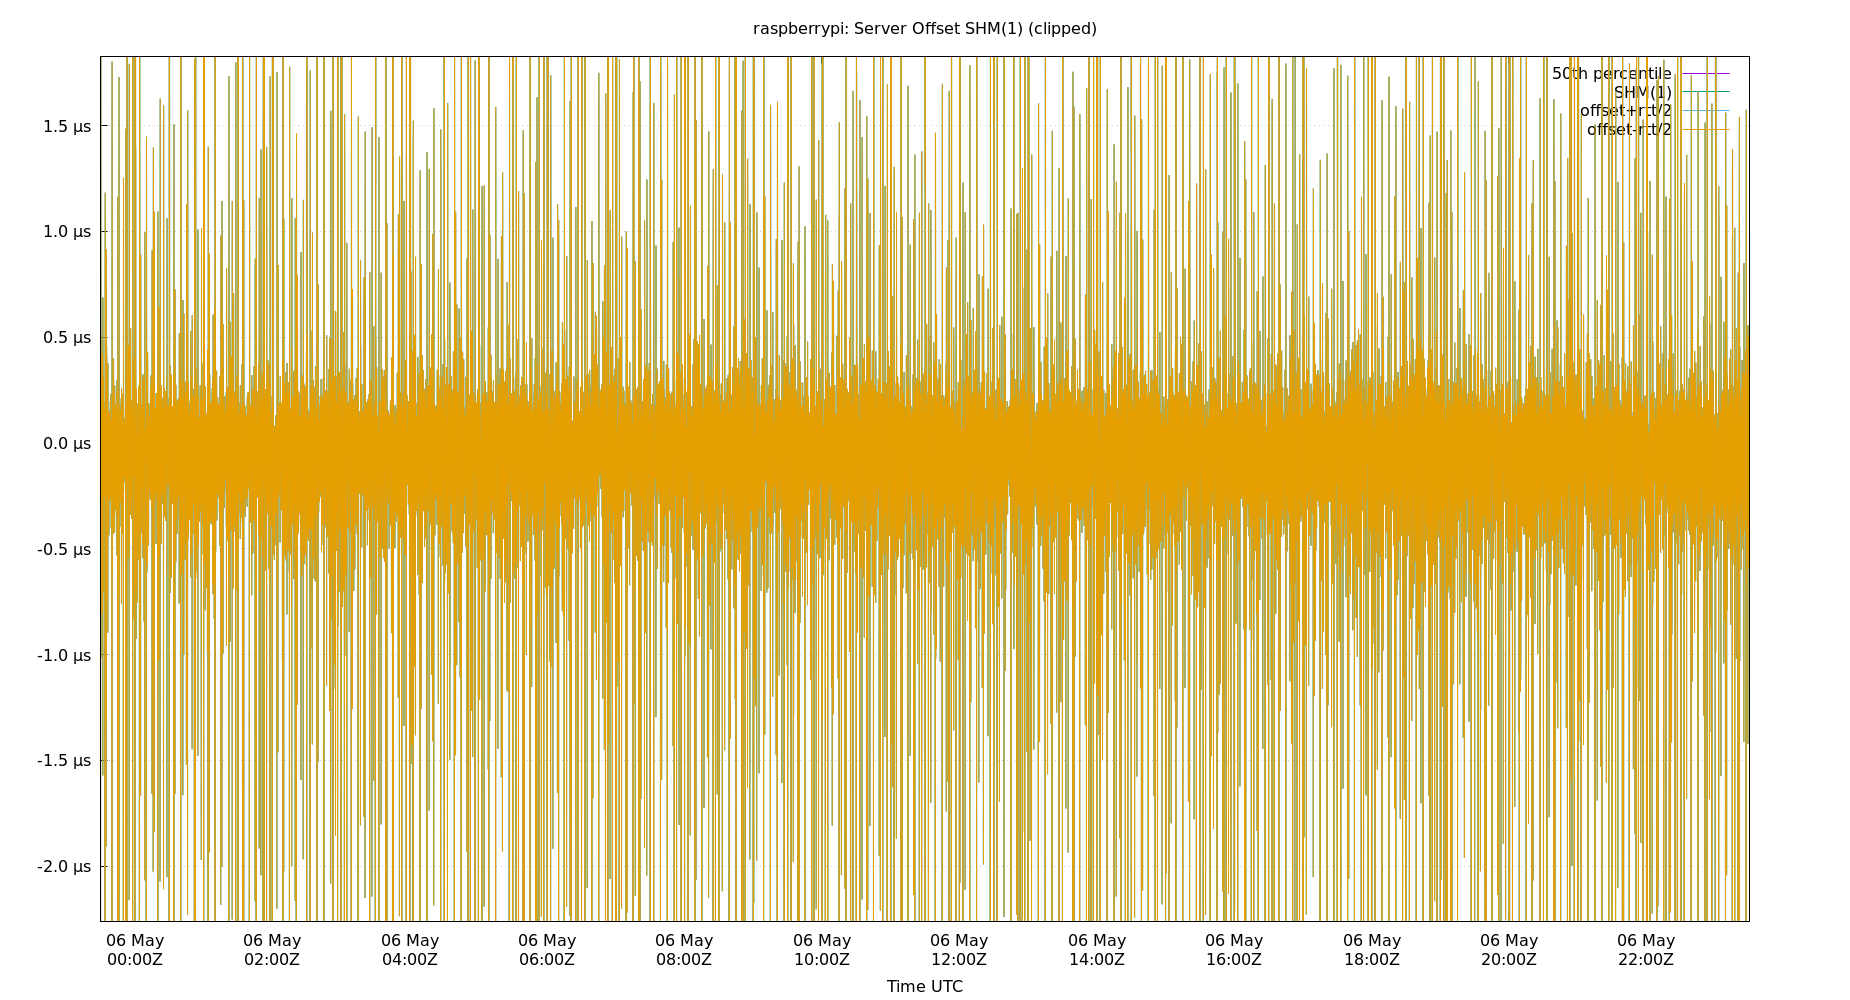 raspberrypi: Server Offset SHM(1) (clipped)
50th percentile
SHM(1)
offset+rtt/2
offset-rtt/2
1.5 µs
1.0 µs
0.5 µs
0.0 µs
-0.5 µs
-1.0 µs
-1.5 µs
-2.0 µs
06 May 06 May 06 May 06 May 06 May 06 May 06 May 06 May 06 May 06 May 06 May 06 May
00:00Z 02:00Z 04:00Z 06:00Z 08:00Z 10:00Z 12:00Z 14:00Z 16:00Z 18:00Z 20:00Z 22:00Z
Time UTC